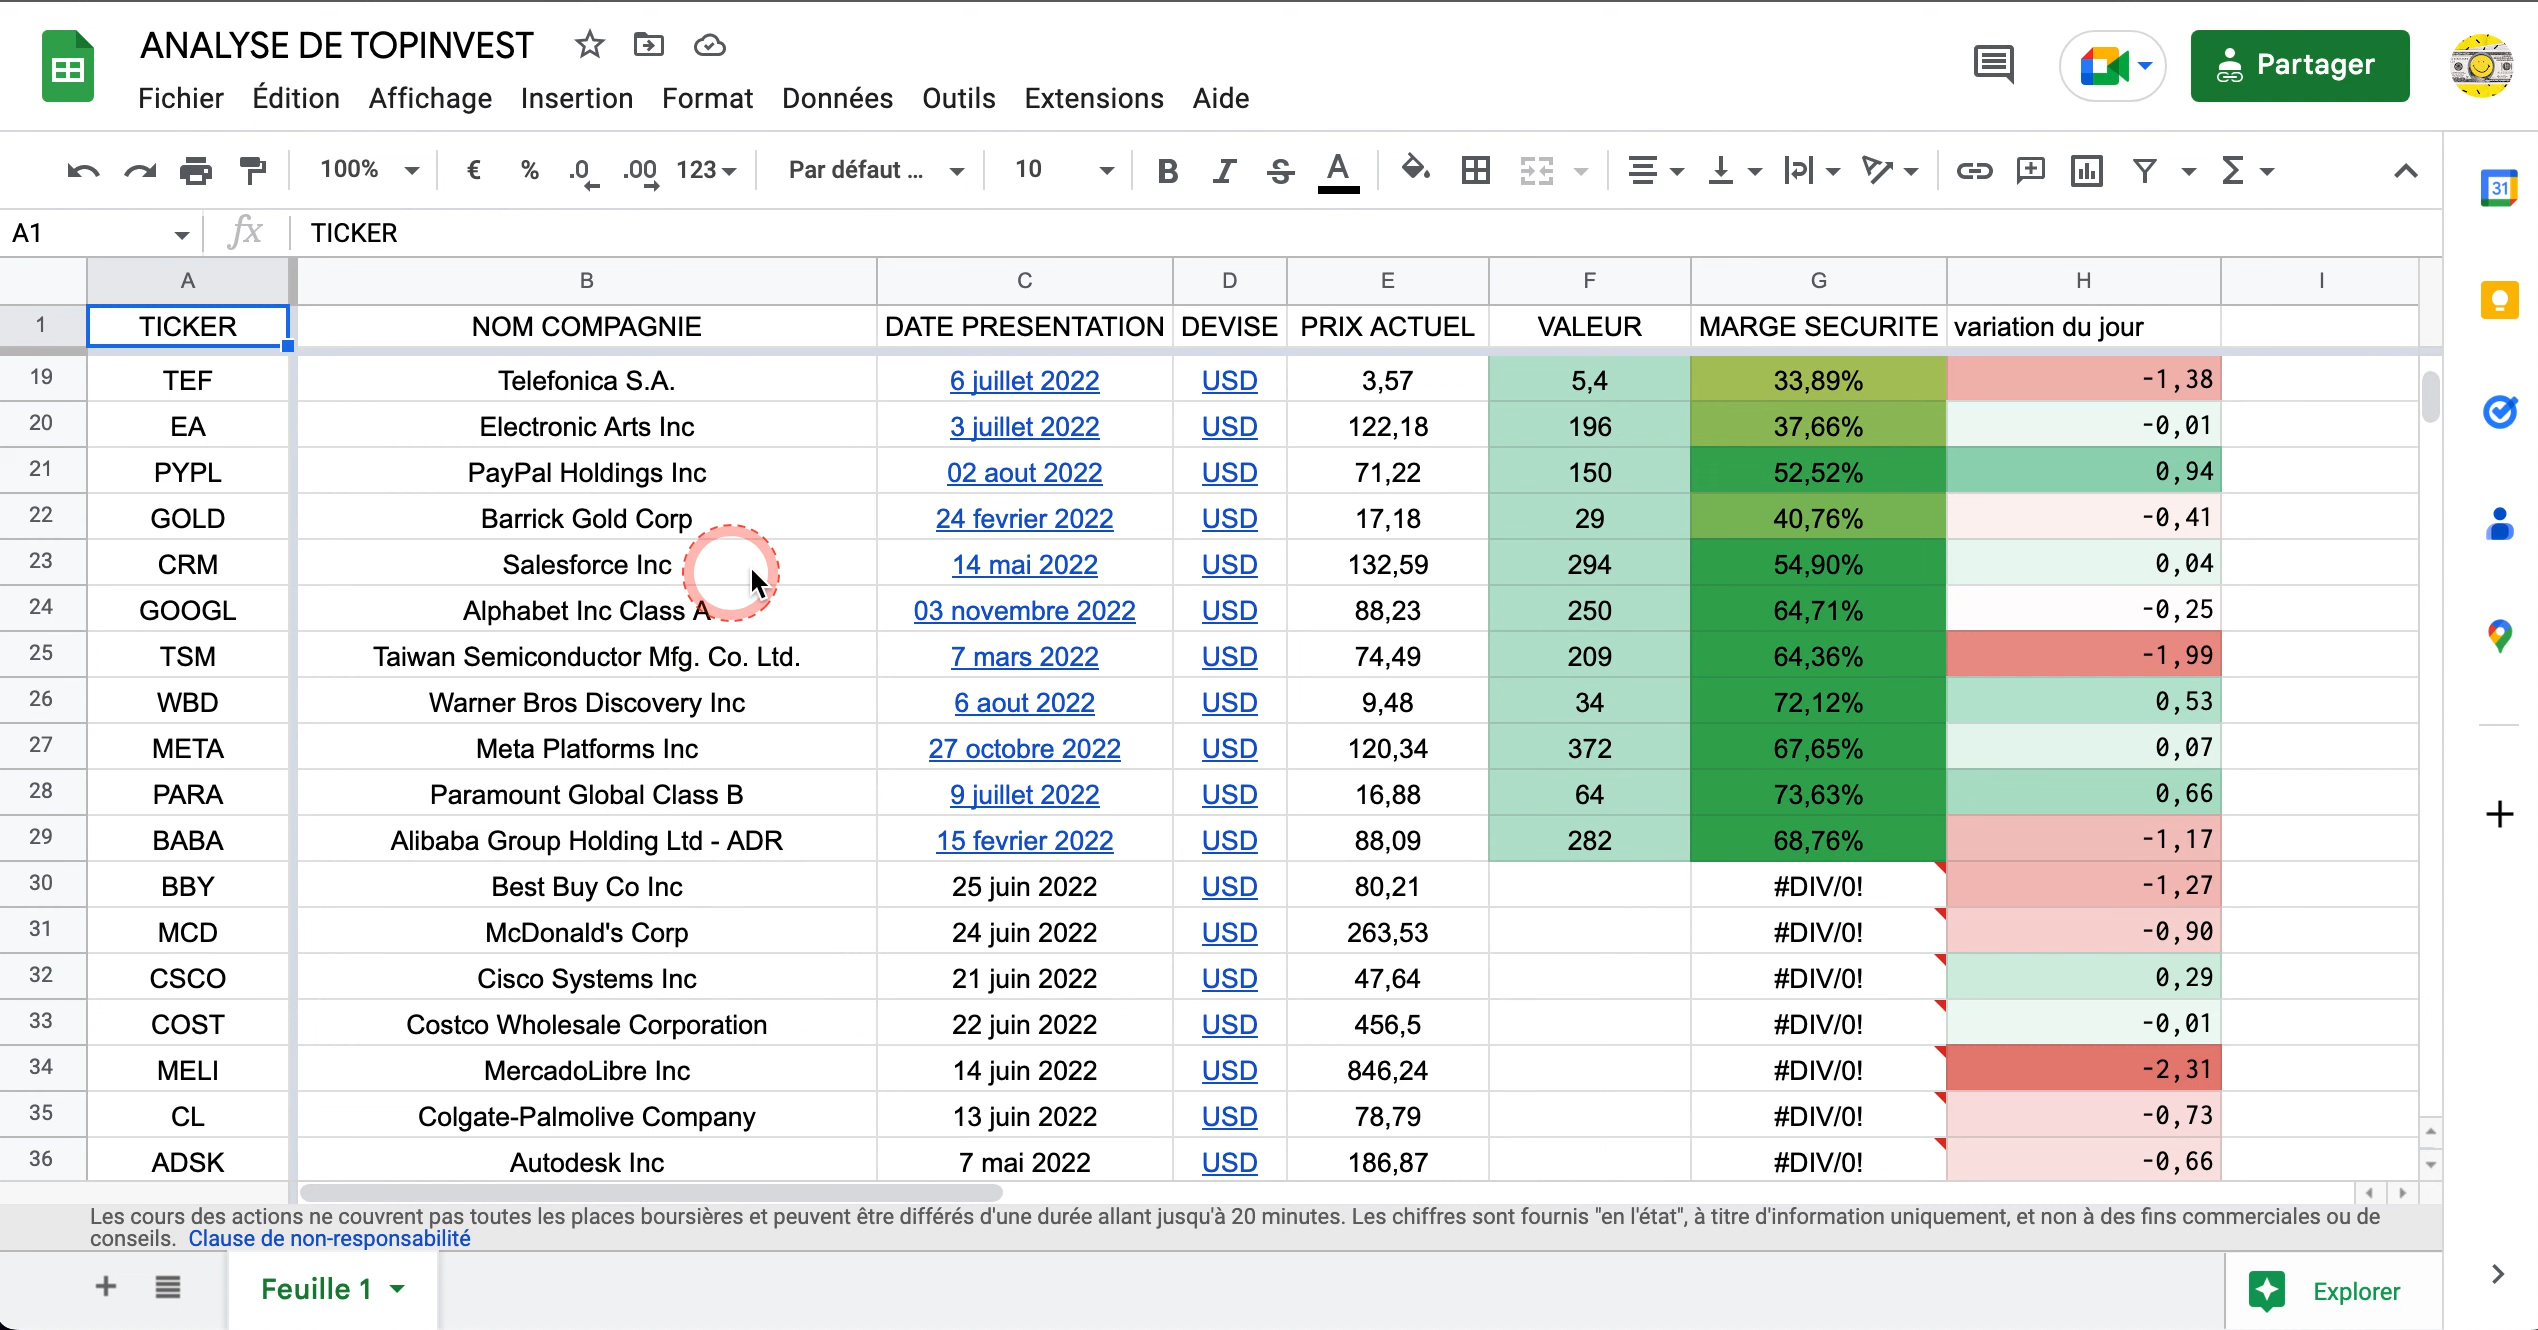 ANALYSE DE TOPINVEST
Partager
Fichier Édition Affichage Insertion Format Données Outils Extensions Aide
100% € % .0 .00 123 Par défaut ... 10 B I S A Σ
31
A1 fx TICKER
A B C D E F G H I
1 TICKER NOM COMPAGNIE DATE PRESENTATION DEVISE PRIX ACTUEL VALEUR MARGE SECURITE variation du jour
19 TEF Telefonica S.A. 6 juillet 2022 USD 3,57 5,4 33,89% -1,38
20 EA Electronic Arts Inc 3 juillet 2022 USD 122,18 196 37,66% -0,01
21 PYPL PayPal Holdings Inc 02 aout 2022 USD 71,22 150 52,52% 0,94
22 GOLD Barrick Gold Corp 24 fevrier 2022 USD 17,18 29 40,76% -0,41
23 CRM Salesforce Inc 14 mai 2022 USD 132,59 294 54,90% 0,04
24 GOOGL Alphabet Inc Class A 03 novembre 2022 USD 88,23 250 64,71% -0,25
25 TSM Taiwan Semiconductor Mfg. Co. Ltd. 7 mars 2022 USD 74,49 209 64,36% -1,99
26 WBD Warner Bros Discovery Inc 6 aout 2022 USD 9,48 34 72,12% 0,53
27 META Meta Platforms Inc 27 octobre 2022 USD 120,34 372 67,65% 0,07
28 PARA Paramount Global Class B 9 juillet 2022 USD 16,88 64 73,63% 0,66
29 BABA Alibaba Group Holding Ltd - ADR 15 fevrier 2022 USD 88,09 282 68,76% -1,17
30 BBY Best Buy Co Inc 25 juin 2022 USD 80,21 #DIV/0! -1,27
31 MCD McDonald's Corp 24 juin 2022 USD 263,53 #DIV/0! -0,90
32 CSCO Cisco Systems Inc 21 juin 2022 USD 47,64 #DIV/0! 0,29
33 COST Costco Wholesale Corporation 22 juin 2022 USD 456,5 #DIV/0! -0,01
34 MELI MercadoLibre Inc 14 juin 2022 USD 846,24 #DIV/0! -2,31
35 CL Colgate-Palmolive Company 13 juin 2022 USD 78,79 #DIV/0! -0,73
36 ADSK Autodesk Inc 7 mai 2022 USD 186,87 #DIV/0! -0,66
Les cours des actions ne couvrent pas toutes les places boursières et peuvent être différés d'une durée allant jusqu'à 20 minutes. Les chiffres sont fournis "en l'état", à titre d'information uniquement, et non à des fins commerciales ou de
conseils. Clause de non-responsabilité
Feuille 1
Explorer